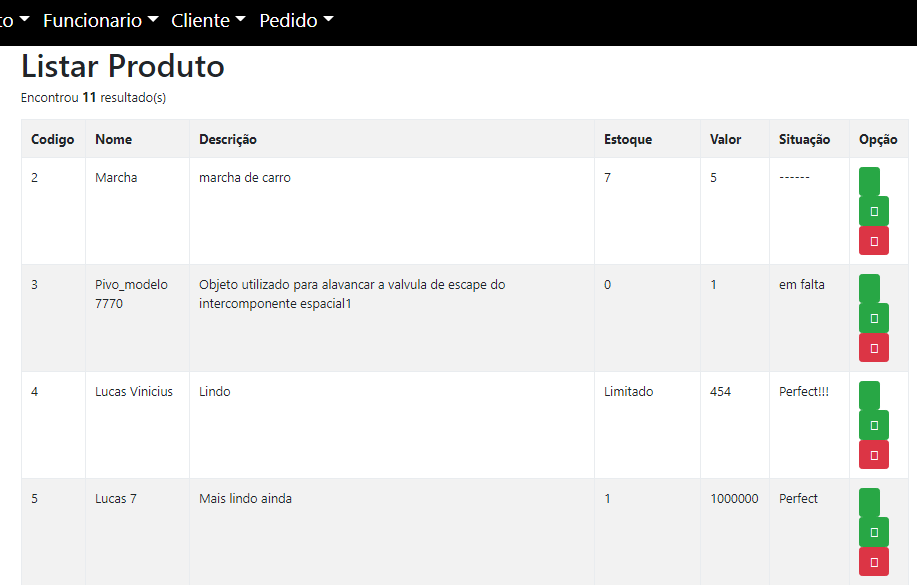 to Funcionario Cliente Pedido
Listar Produto
Encontrou 11 resultado(s)
Codigo Nome Descrição Estoque Valor Situação Opção
2 Marcha marcha de carro 7 5 ------
3 Pivo_modelo Objeto utilizado para alavancar a valvula de escape do 0 1 em falta
7770 intercomponente espacial1
4 Lucas Vinicius Lindo Limitado 454 Perfect!!!
5 Lucas 7 Mais lindo ainda 1 1000000 Perfect